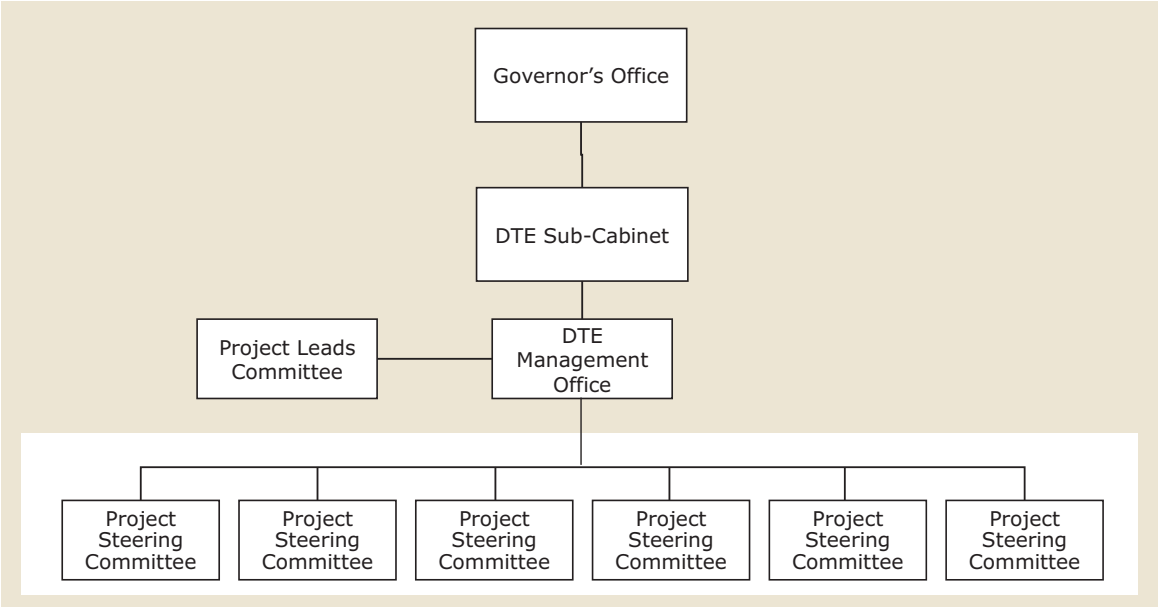 Governor’s Office
DTE Sub-Cabinet
Project Leads
Committee
DTE
Management
Office
Project
Steering
Committee
Project
Steering
Committee
Project
Steering
Committee
Project
Steering
Committee
Project
Steering
Committee
Project
Steering
Committee